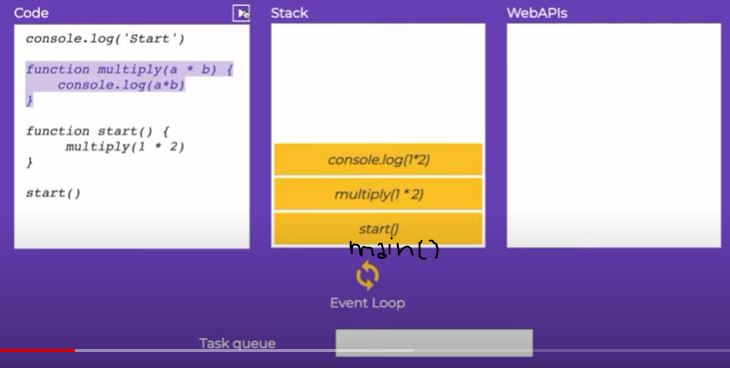 Code
console.log('Start')
function multiply(a * b) {
console.log(a*b)
}
function start() {
multiply(1 * 2)
}
start()
Stack
console.log(1*2)
multiply(1 * 2)
start()
main()
WebAPIs
Event Loop
Task queue